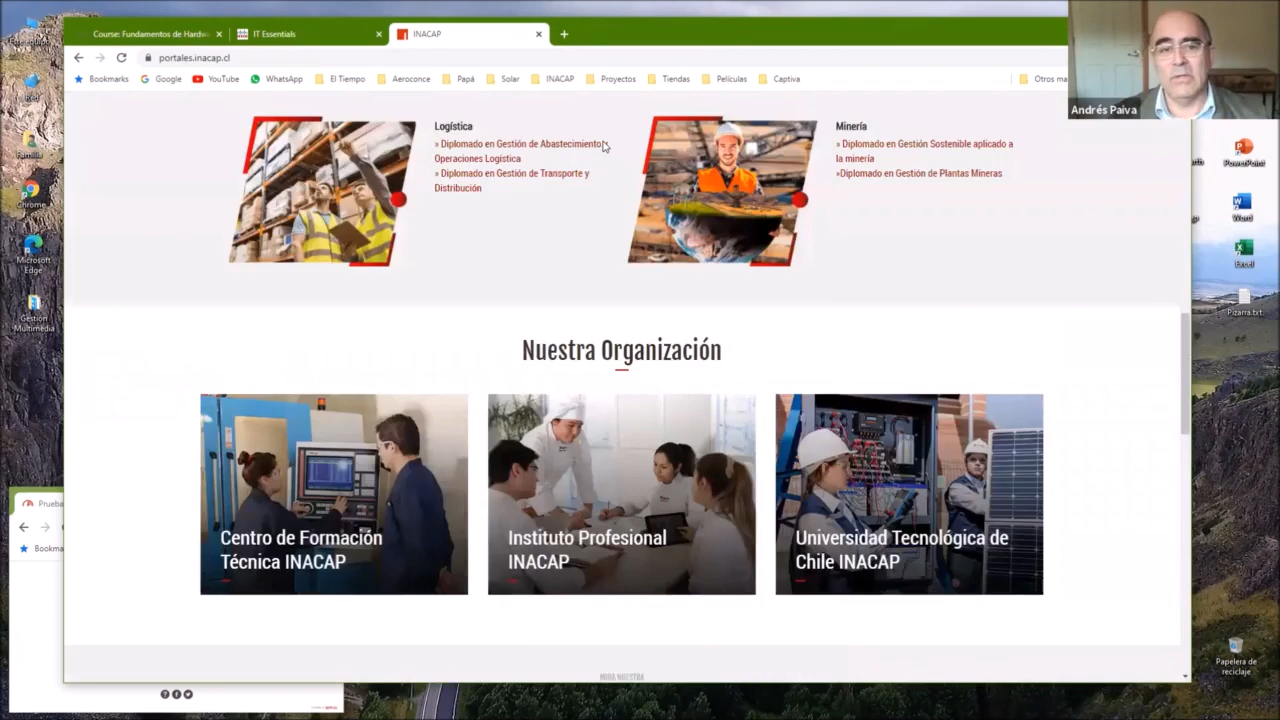 Course: Fundamentos de Hardwa
IT Essentials
INACAP
portales.inacap.cl
Bookmarks
Google
YouTube
WhatsApp
El Tiempo
Aeroconce
Papá
Solar
INACAP
Proyectos
Tiendas
Películas
Captiva
Otros ma
Andrés Paiva
Logística
» Diplomado en Gestión de Abastecimiento
Operaciones Logística
» Diplomado en Gestión de Transporte y
Distribución
Minería
» Diplomado en Gestión Sostenible aplicado a
la minería
»Diplomado en Gestión de Plantas Mineras
Nuestra Organización
Centro de Formación
Técnica INACAP
Instituto Profesional
INACAP
Universidad Tecnológica de
Chile INACAP
Red
Familia
Chrome
Microsoft
Edge
Gestión
Multimedia
Prueba
Bookma
PowerPoint
Word
Excel
Pizarra.txt
Papelera de
reciclaje